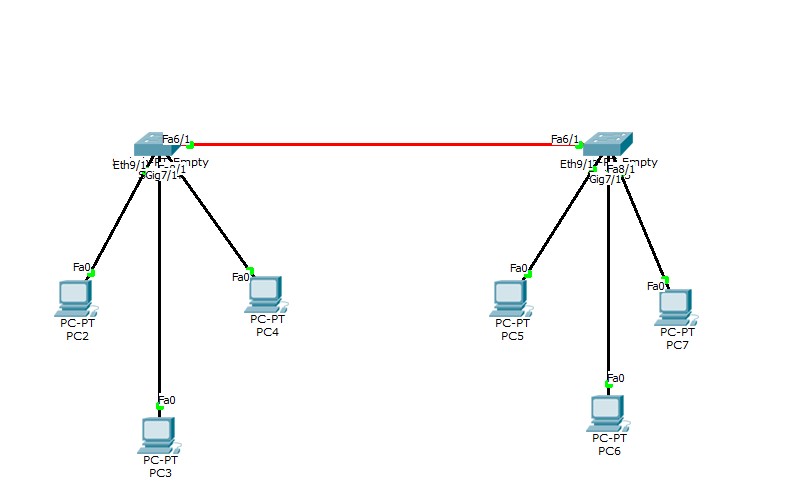 Fa6/1
Fa6/1
Eth9/1
Empty
Gig7/1
Eth9/1
Empty
Fa8/1
Gig7/1
Fa0
Fa0
Fa0
Fa0
PC-PT
PC2
PC-PT
PC4
PC-PT
PC5
PC-PT
PC7
Fa0
Fa0
PC-PT
PC3
PC-PT
PC6